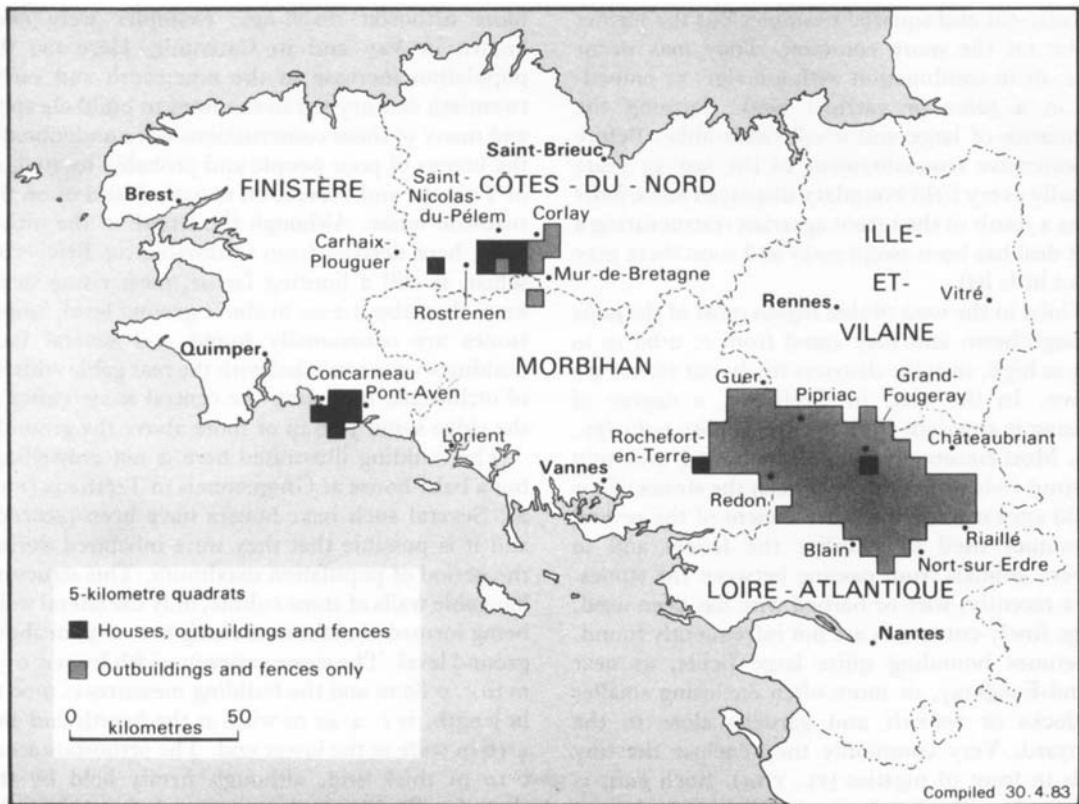 Saint-Brieuc
Saint-
Nicolas-
du-Pélem
CÔTES DU NORD
Brest
FINISTÈRE
Corlay
Carhaix-
Plouguer
Mur-de-Bretagne
Rostrenen
ILLE-
ET-
VILAINE
Rennes
Vitré
Quimper
Concarneau
Pont-Aven
MORBIHAN
L'orient
Guer
Pipriac
Grand-
Fougeray
Châteaubriant
Rochefort-
en-Terre
Vannes
Redon
Riaillé
Blain
Nort-sur-Erdre
LOIRE-ATLANTIQUE
Nantes
5-kilometre quadrats
Houses, outbuildings and fences
Outbuildings and fences only
0 50
kilometres
Compiled 30.4.83